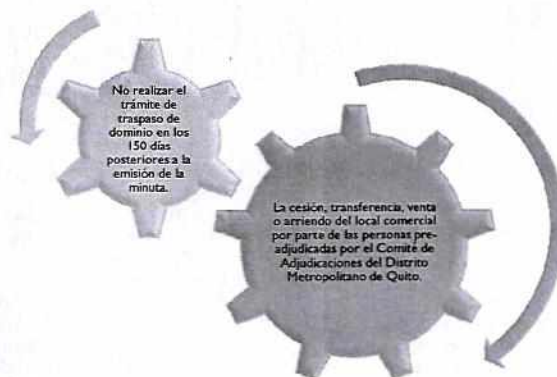 No realizar el
trámite de
traspaso de
dominio en los
150 días
posteriores a la
emisión de la
minuta.
La cesión, transferencia, venta
o arriendo del local comercial
por parte de las personas pre-
adjudicadas por el Comité de
Adjudicaciones del Distrito
Metropolitano de Quito.